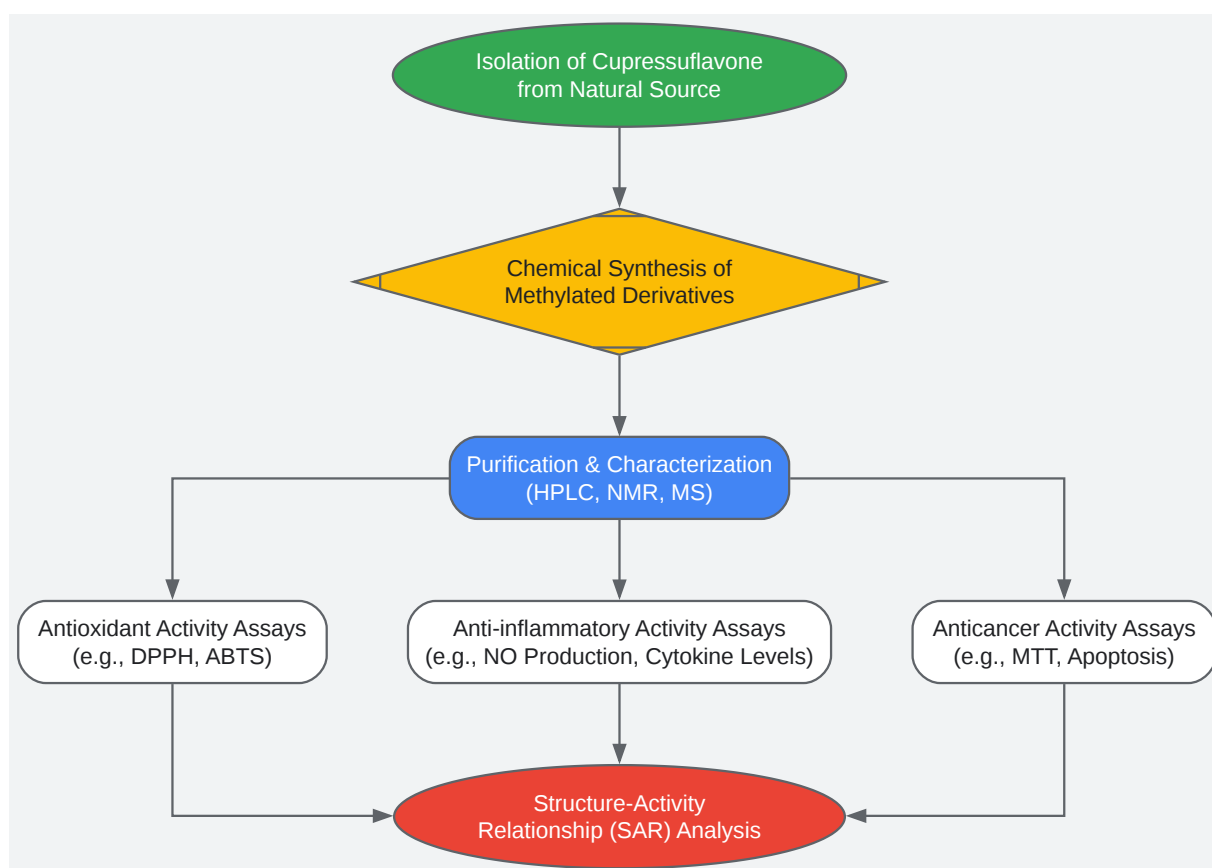 Isolation of Cupressuflavone
from Natural Source
Chemical Synthesis of
Methylated Derivatives
Purification & Characterization
(HPLC, NMR, MS)
Antioxidant Activity Assays
(e.g., DPPH, ABTS)
Anti-inflammatory Activity Assays
(e.g., NO Production, Cytokine Levels)
Anticancer Activity Assays
(e.g., MTT, Apoptosis)
Structure-Activity
Relationship (SAR) Analysis